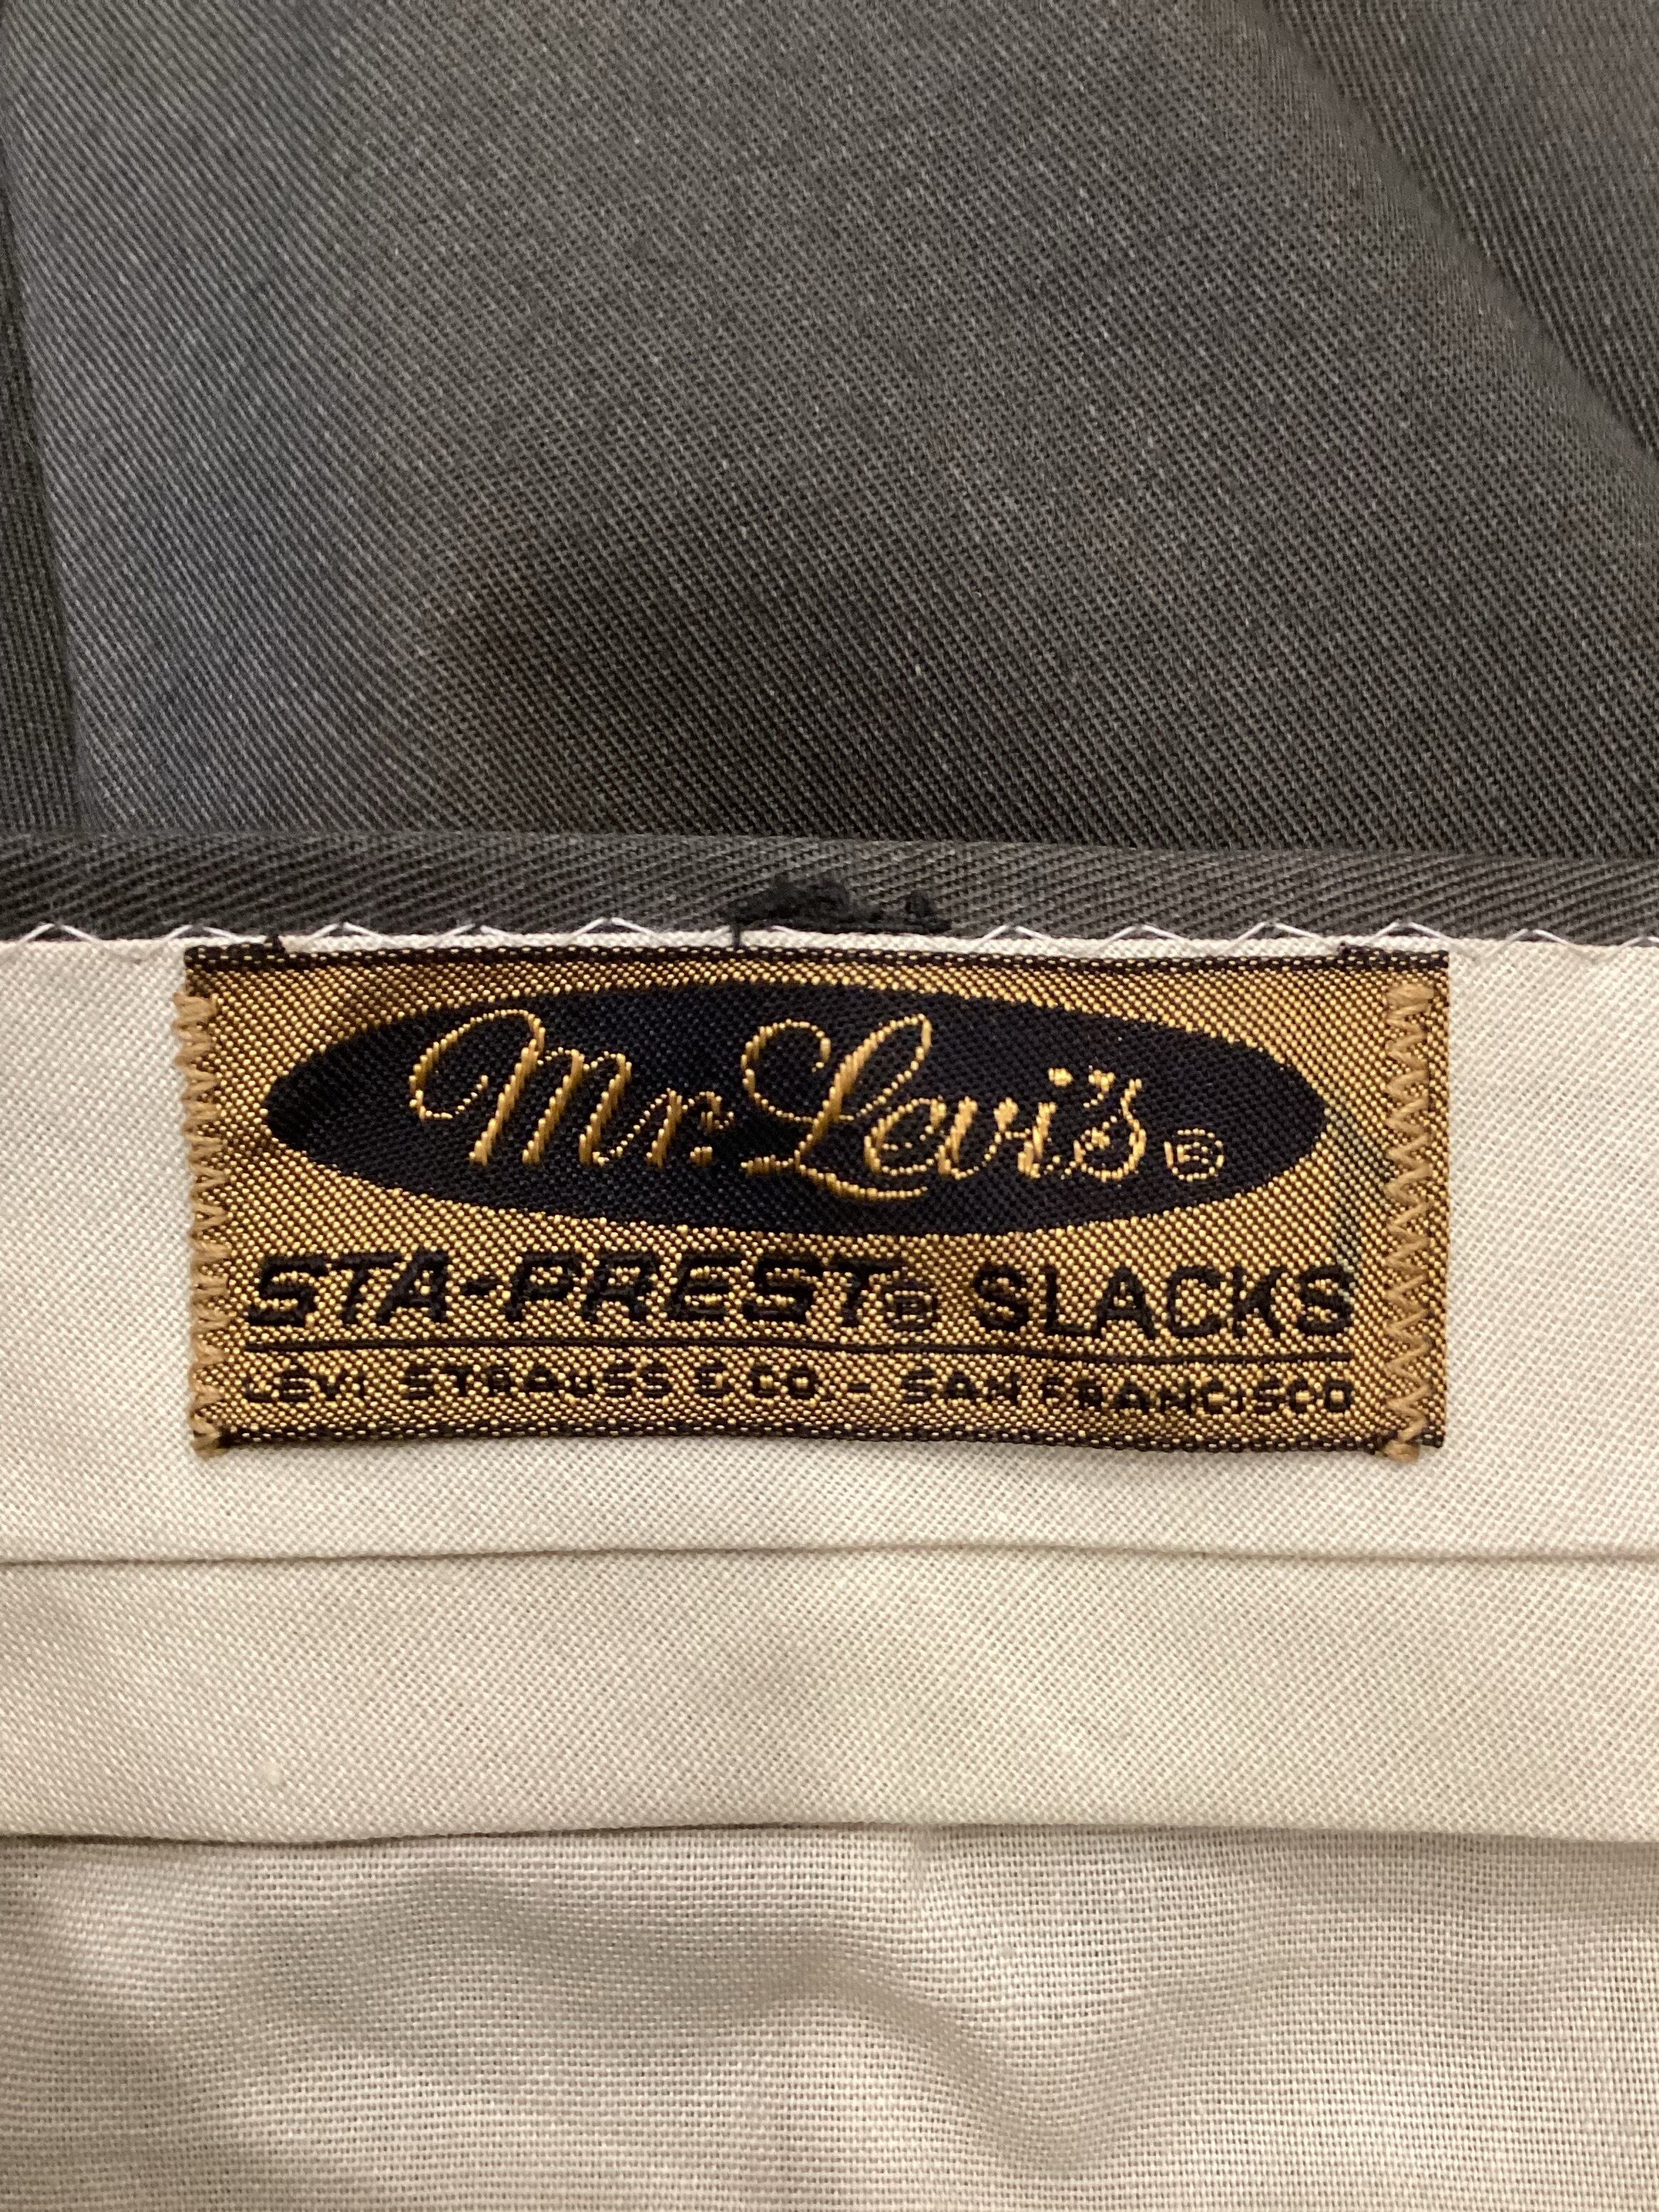 Mr. Levi's®
STA-PREST® SLACKS
LEVI STRAUSS & CO. - SAN FRANCISCO